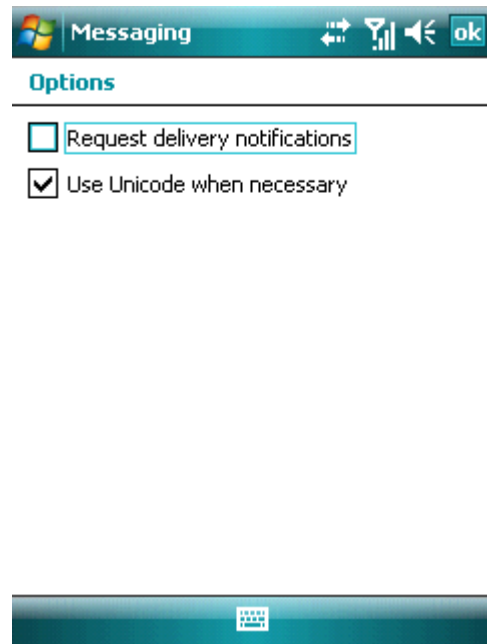 Messaging
ok
Options
Request delivery notifications
Use Unicode when necessary